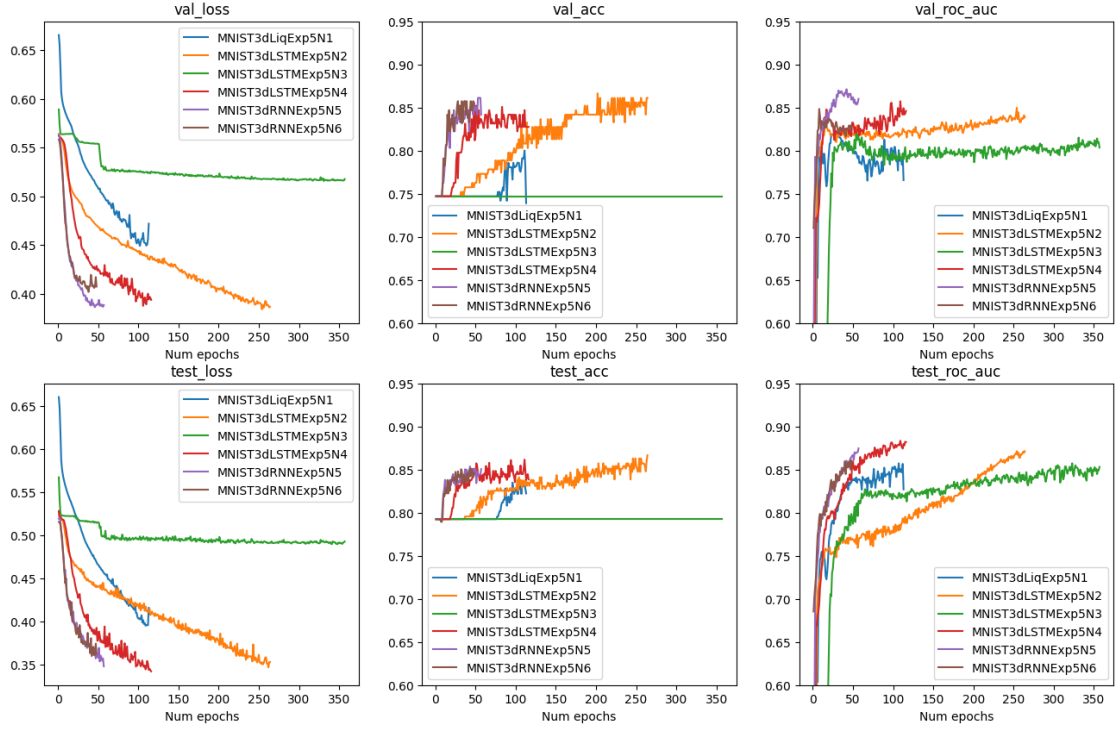 val_loss
0.65
0.60
0.55
0.50
0.45
0.40
MNIST3dLiqExp5N1
MNIST3dLSTMExp5N2
MNIST3dLSTMExp5N3
MNIST3dLSTMExp5N4
MNIST3dRNNExp5N5
MNIST3dRNNExp5N6
0 50 100 150 200 250 300 350
Num epochs
val_acc
0.95
0.90
0.85
0.80
0.75
0.70
0.65
0.60
MNIST3dLiqExp5N1
MNIST3dLSTMExp5N2
MNIST3dLSTMExp5N3
MNIST3dLSTMExp5N4
MNIST3dRNNExp5N5
MNIST3dRNNExp5N6
0 50 100 150 200 250 300 350
Num epochs
val_roc_auc
0.95
0.90
0.85
0.80
0.75
0.70
0.65
0.60
MNIST3dLiqExp5N1
MNIST3dLSTMExp5N2
MNIST3dLSTMExp5N3
MNIST3dLSTMExp5N4
MNIST3dRNNExp5N5
MNIST3dRNNExp5N6
0 50 100 150 200 250 300 350
Num epochs
test_loss
0.65
0.60
0.55
0.50
0.45
0.40
0.35
MNIST3dLiqExp5N1
MNIST3dLSTMExp5N2
MNIST3dLSTMExp5N3
MNIST3dLSTMExp5N4
MNIST3dRNNExp5N5
MNIST3dRNNExp5N6
0 50 100 150 200 250 300 350
Num epochs
test_acc
0.95
0.90
0.85
0.80
0.75
0.70
0.65
0.60
MNIST3dLiqExp5N1
MNIST3dLSTMExp5N2
MNIST3dLSTMExp5N3
MNIST3dLSTMExp5N4
MNIST3dRNNExp5N5
MNIST3dRNNExp5N6
0 50 100 150 200 250 300 350
Num epochs
test_roc_auc
0.95
0.90
0.85
0.80
0.75
0.70
0.65
0.60
MNIST3dLiqExp5N1
MNIST3dLSTMExp5N2
MNIST3dLSTMExp5N3
MNIST3dLSTMExp5N4
MNIST3dRNNExp5N5
MNIST3dRNNExp5N6
0 50 100 150 200 250 300 350
Num epochs